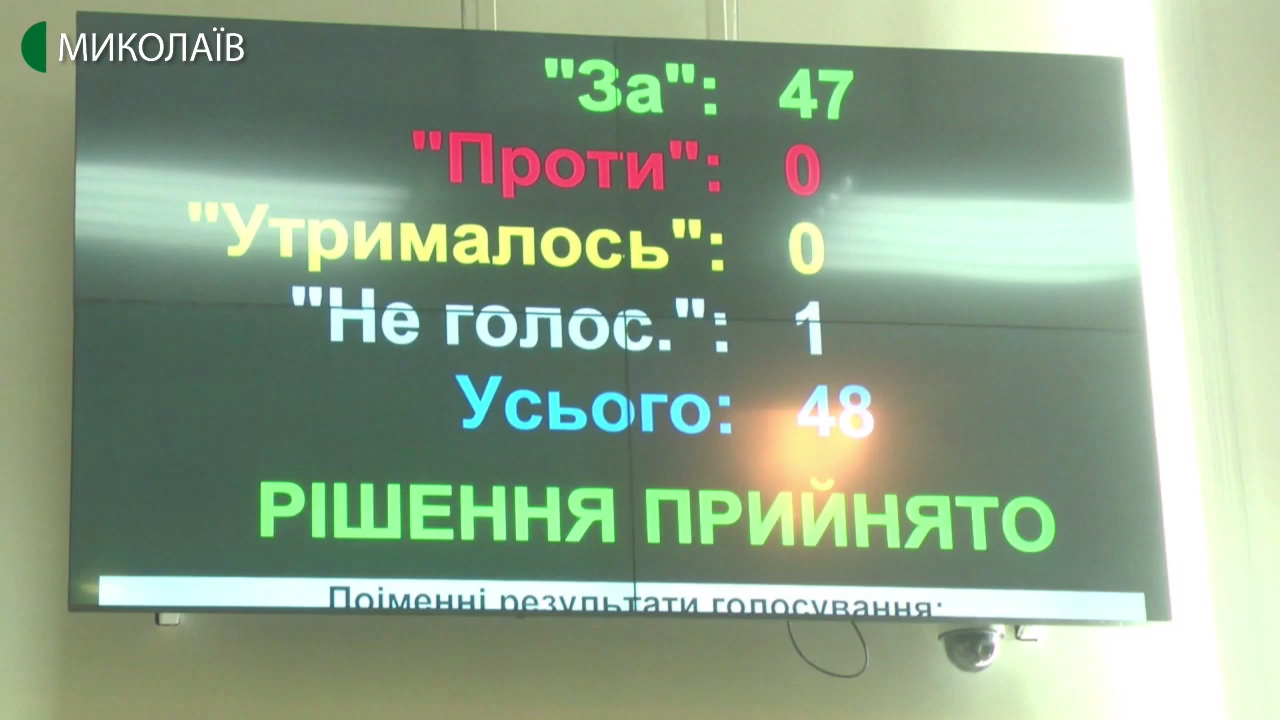 МИКОЛАЇВ
"За": 47
"Проти": 0
"Утрималось": 0
"Не голос.": 1
Усього: 48
РІШЕННЯ ПРИЙНЯТО
Поіменні результати голосування: